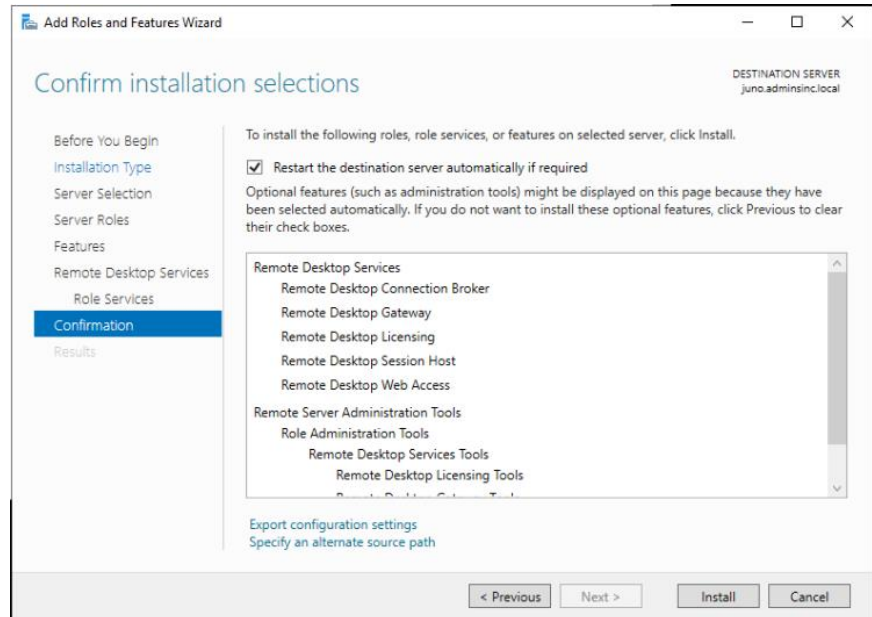 Add Roles and Features Wizard
Confirm installation selections
DESTINATION SERVER
juno.adminsinc.local
Before You Begin
Installation Type
Server Selection
Server Roles
Features
Remote Desktop Services
Role Services
Confirmation
Results
To install the following roles, role services, or features on selected server, click Install.
Restart the destination server automatically if required
Optional features (such as administration tools) might be displayed on this page because they have
been selected automatically. If you do not want to install these optional features, click Previous to clear
their check boxes.
Remote Desktop Services
Remote Desktop Connection Broker
Remote Desktop Gateway
Remote Desktop Licensing
Remote Desktop Session Host
Remote Desktop Web Access
Remote Server Administration Tools
Role Administration Tools
Remote Desktop Services Tools
Remote Desktop Licensing Tools
Export configuration settings
Specify an alternate source path
< Previous
Next >
Install
Cancel